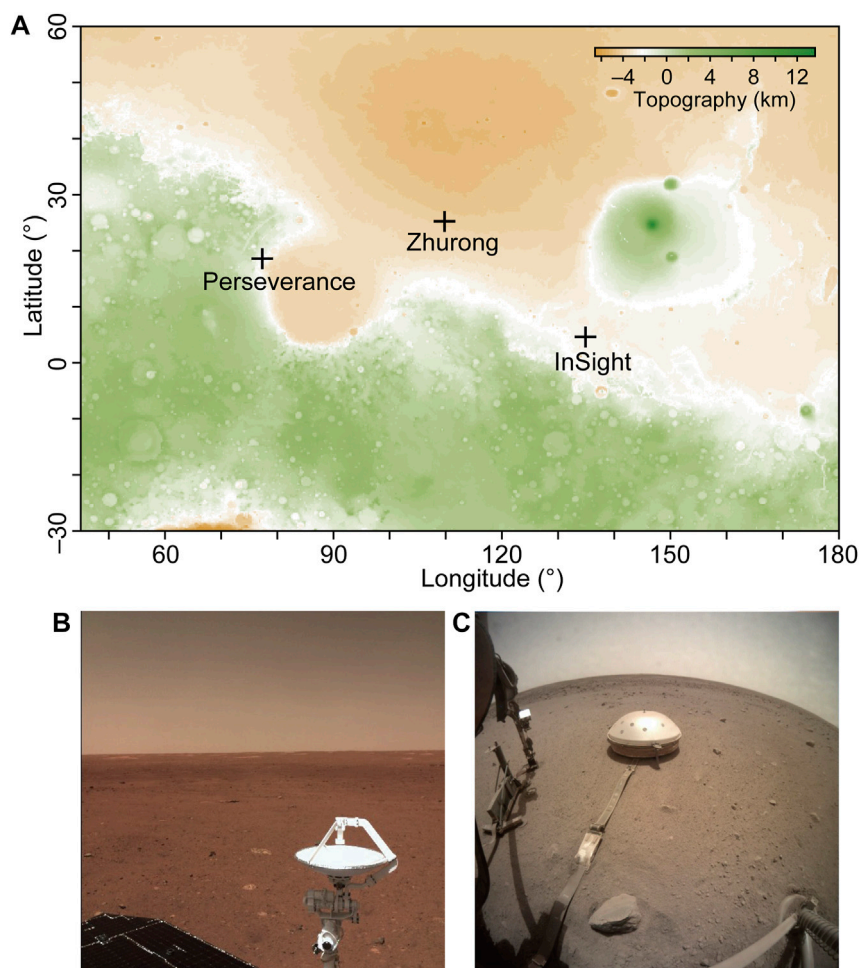 A
60
30
0
–30
Latitude (°)
–4 0 4 8 12
Topography (km)
Zhurong
Perseverance
InSight
60 90 120 150 180
Longitude (°)
B
C